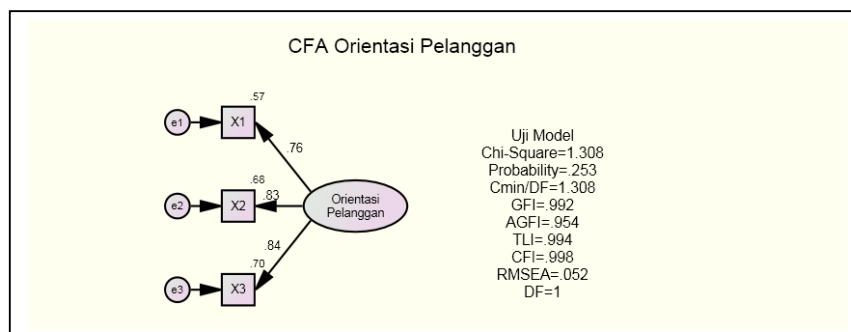 CFA Orientasi Pelanggan
.57
e1
X1
.76
.68
e2
X2
.83
Orientasi
Pelanggan
.84
.70
e3
X3
Uji Model
Chi-Square=1.308
Probability=.253
Cmin/DF=1.308
GFI=.992
AGFI=.954
TLI=.994
CFI=.998
RMSEA=.052
DF=1